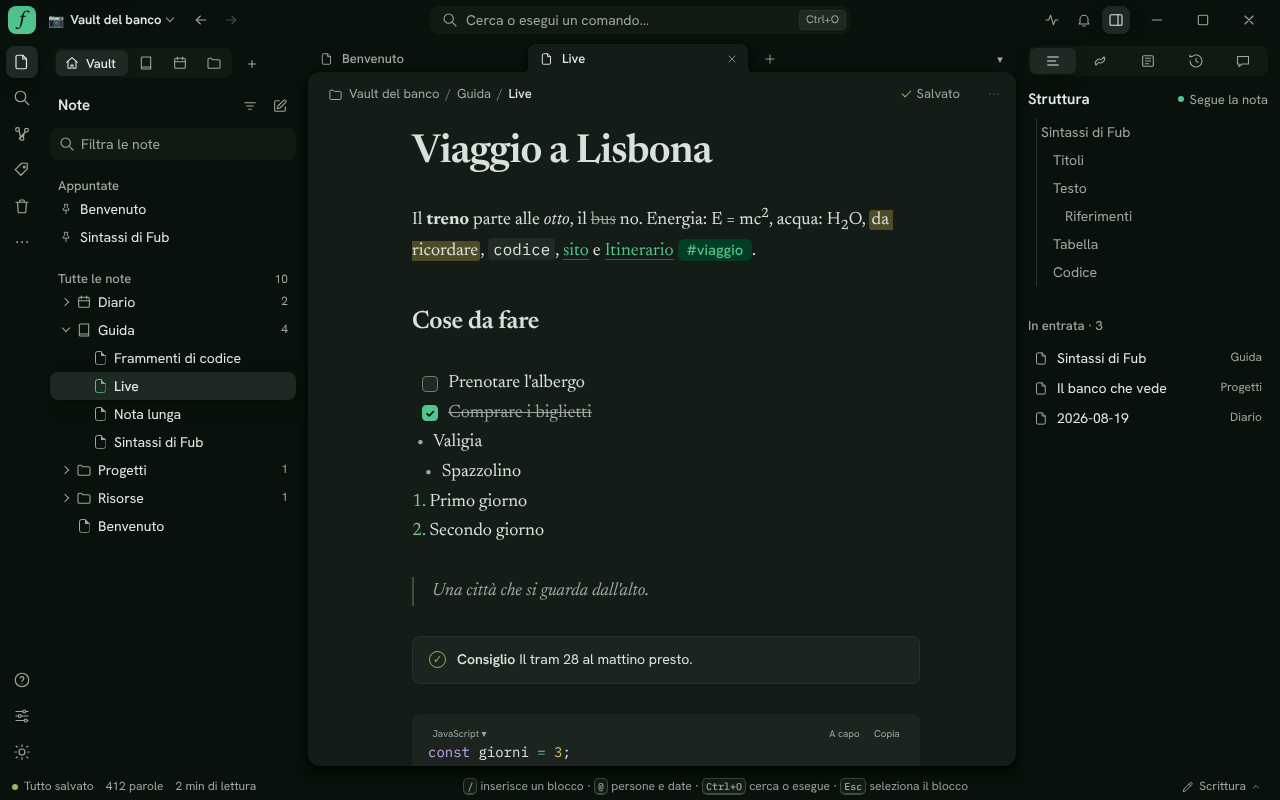 f
Vault del banco
Cerca o esegui un comando...
Ctrl+O
Vault
Note
Filtra le note
Appuntate
Benvenuto
Sintassi di Fub
Tutte le note 10
Diario 2
Guida 4
Frammenti di codice
Live
Nota lunga
Sintassi di Fub
Progetti 1
Risorse 1
Benvenuto
Benvenuto
Live
Vault del banco / Guida / Live
Salvato
Viaggio a Lisbona
Il treno parte alle otto, il bus no. Energia: E = mc², acqua: H₂O, da
ricordare, codice, sito e Itinerario #viaggio.
Cose da fare
Prenotare l'albergo
Comprare i biglietti
• Valigia
• Spazzolino
1. Primo giorno
2. Secondo giorno
Una città che si guarda dall'alto.
Consiglio Il tram 28 al mattino presto.
JavaScript ▾ A capo Copia
const giorni = 3;
Struttura
Segue la nota
Sintassi di Fub
Titoli
Testo
Riferimenti
Tabella
Codice
In entrata · 3
Sintassi di Fub Guida
Il banco che vede Progetti
2026-08-19 Diario
Tutto salvato 412 parole 2 min di lettura
/ inserisce un blocco · @ persone e date · Ctrl+O cerca o esegue · Esc seleziona il blocco
Scrittura